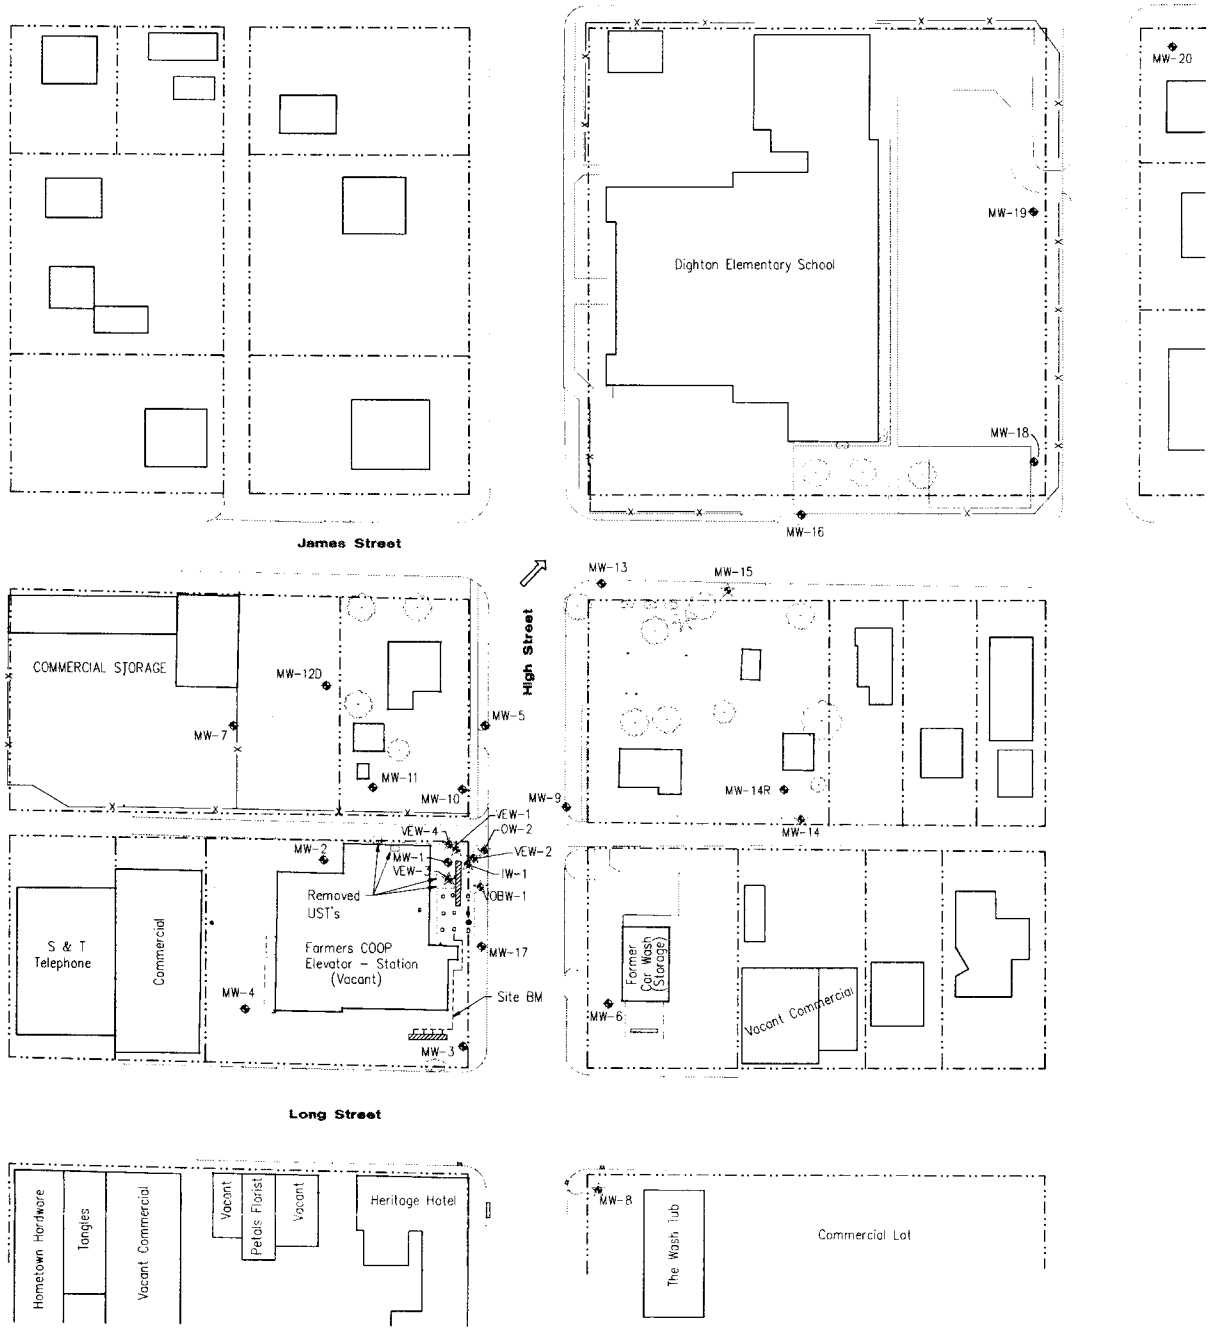 MW-20
MW-19
Dighton Elementary School
MW-18
MW-16
James Street
MW-13
MW-15
High Street
COMMERCIAL STORAGE
MW-12D
MW-5
MW-7
MW-11
MW-10
MW-9
MW-14R
MW-14
VEW-1
VEW-4
OW-2
MW-2
MW-1
VEW-2
VEW-3
IW-1
VOBW-1
Removed
UST's
S & T
Telephone
Commercial
Farmers COOP
Elevator - Station
(Vacant)
MW-17
Former
Car Wash
(Storage)
Site BM
MW-4
MW-6
Vacant Commercial
MW-3
Long Street
Hometown Hardware
Tangles
Vacant Commercial
Vacant
Petals Florist
Vacant
Heritage Hotel
MW-8
The Wash Tub
Commercial Lot